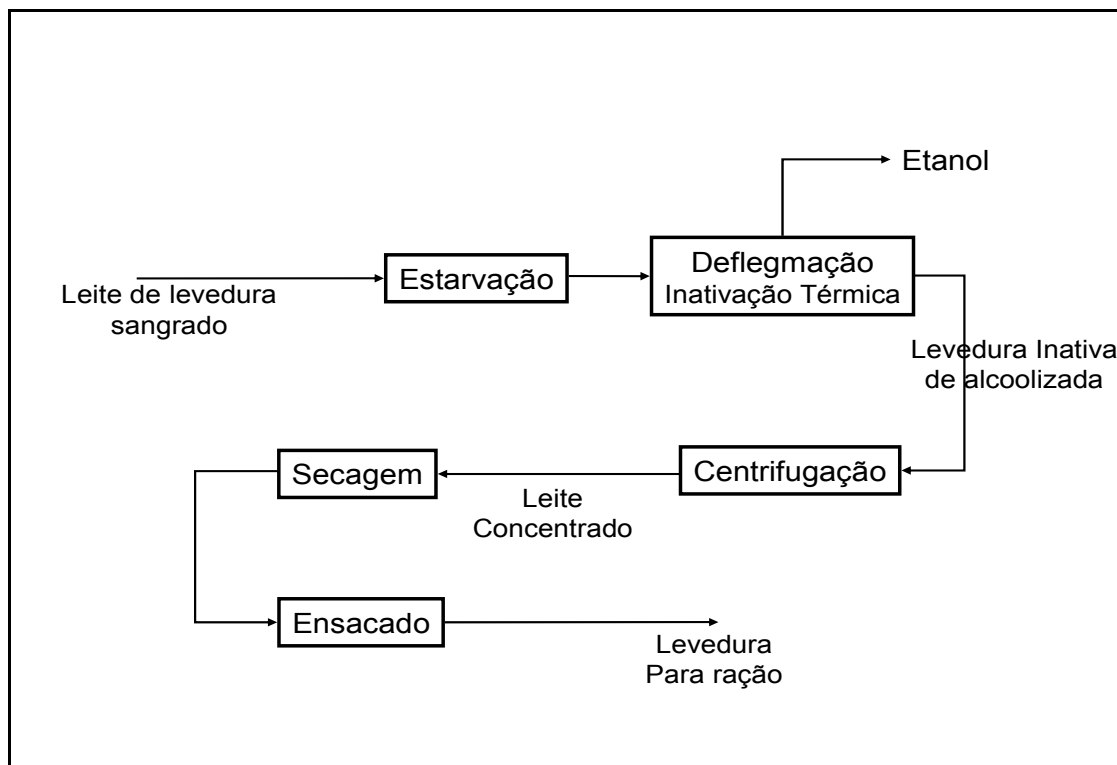 Etanol
Leite de levedura
sangrado
Estarvação
Deflegmação
Inativação Térmica
Levedura Inativa
de alcoolizada
Centrifugação
Leite
Concentrado
Secagem
Ensacado
Levedura
Para ração